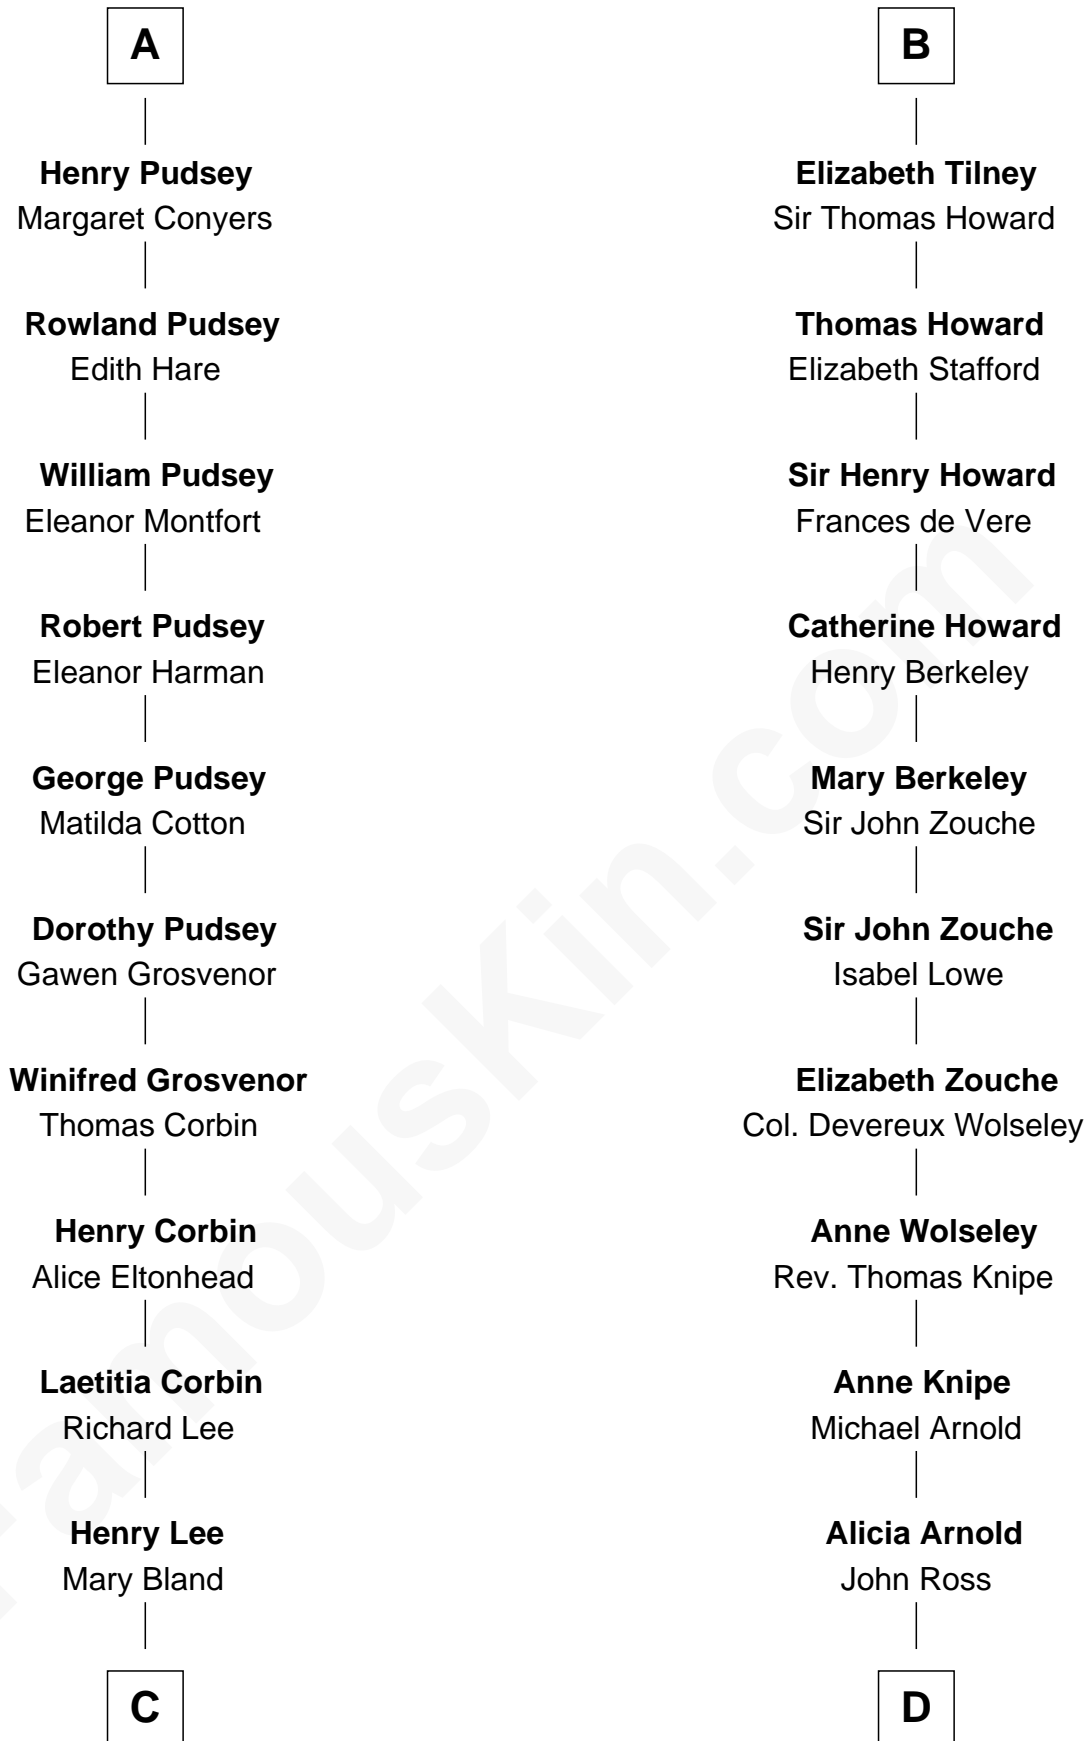 A
Henry Pudsey
Margaret Conyers
Rowland Pudsey
Edith Hare
William Pudsey
Eleanor Montfort
Robert Pudsey
Eleanor Harman
George Pudsey
Matilda Cotton
Dorothy Pudsey
Gawen Grosvenor
Winifred Grosvenor
Thomas Corbin
Henry Corbin
Alice Eltonhead
Laetitia Corbin
Richard Lee
Henry Lee
Mary Bland
C
B
Elizabeth Tilney
Sir Thomas Howard
Thomas Howard
Elizabeth Stafford
Sir Henry Howard
Frances de Vere
Catherine Howard
Henry Berkeley
Mary Berkeley
Sir John Zouche
Sir John Zouche
Isabel Lowe
Elizabeth Zouche
Col. Devereux Wolseley
Anne Wolseley
Rev. Thomas Knipe
Anne Knipe
Michael Arnold
Alicia Arnold
John Ross
D
FamousKin.com